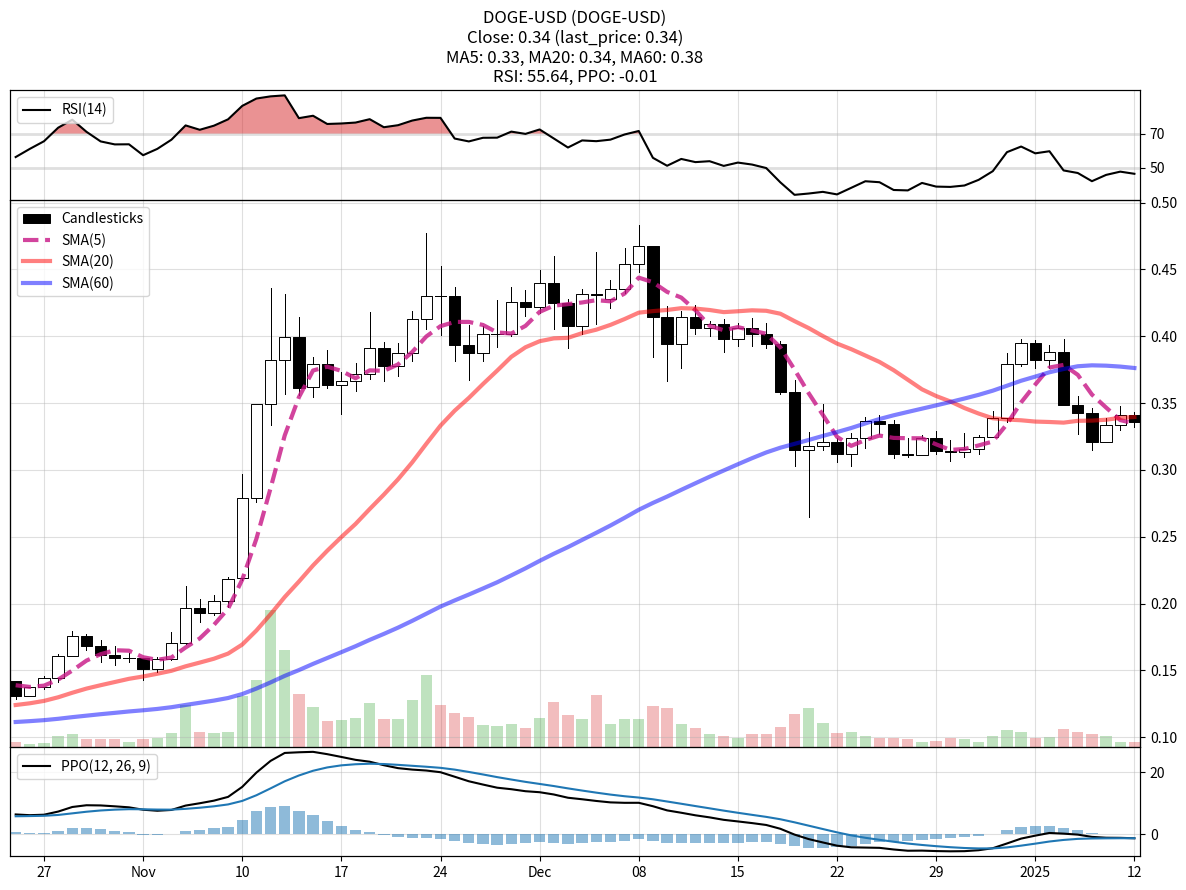 DOGE-USD (DOGE-USD)
Close: 0.34 (last_price: 0.34)
MA5: 0.33, MA20: 0.34, MA60: 0.38
RSI: 55.64, PPO: -0.01
RSI(14)
70
50
Candlesticks
SMA(5)
SMA(20)
SMA(60)
0.50
0.45
0.40
0.35
0.30
0.25
0.20
0.15
0.10
PPO(12, 26, 9)
20
0
27 Nov 10 17 24 Dec 08 15 22 29 2025 12